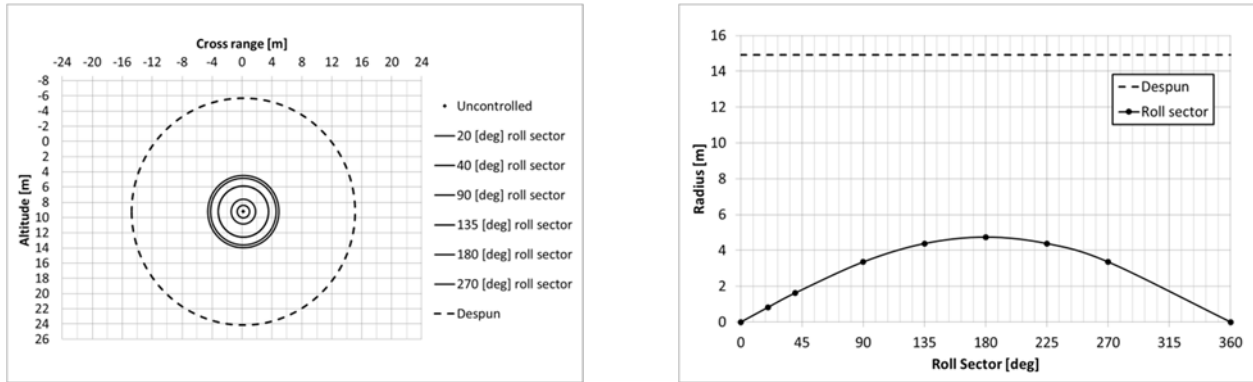 Cross range [m]
-24 -20 -16 -12 -8 -4 0 4 8 12 16 20 24
Altitude [m]
-8
-6
-4
-2
0
2
4
6
8
10
12
14
16
18
20
22
24
26
Uncontrolled
20 [deg] roll sector
40 [deg] roll sector
90 [deg] roll sector
135 [deg] roll sector
180 [deg] roll sector
270 [deg] roll sector
Despun
Radius [m]
16
14
12
10
8
6
4
2
0
Despun
Roll sector
0 45 90 135 180 225 270 315 360
Roll Sector [deg]